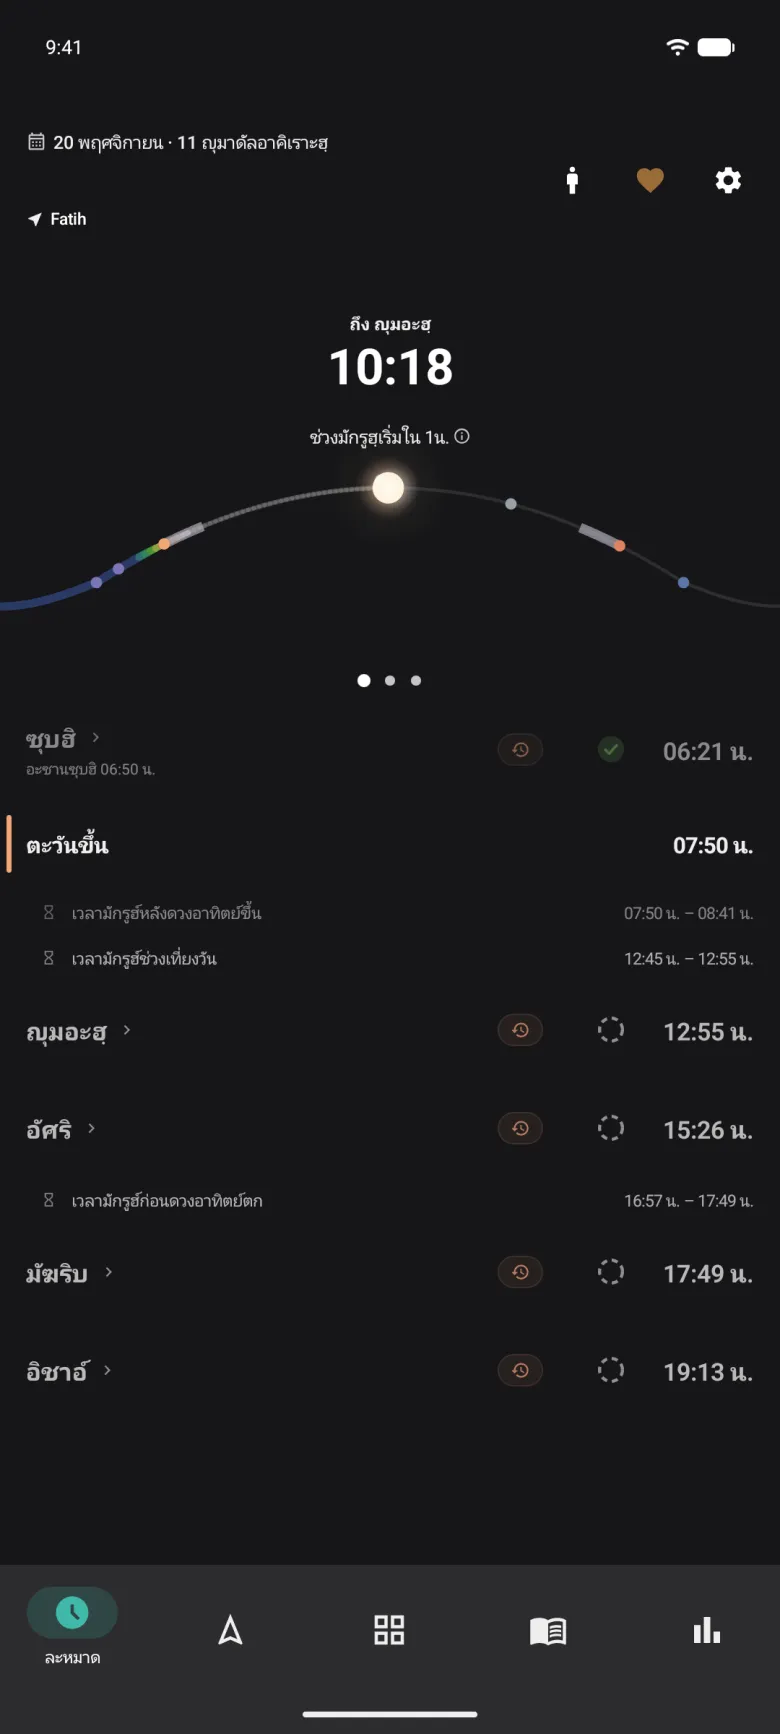 9:41
20 พฤศจิกายน · 11 ญุมาดัลอาคิเราะฮฺ
Fatih
ถึง ญุมอะฮฺ
10:18
ช่วงมักรูฮฺเริ่มใน 1น.
ซุบฮิ
06:21 น.
อะซานซุบฮิ 06:50 น.
ตะวันขึ้น
07:50 น.
เวลามักรูฮ์หลังดวงอาทิตย์ขึ้น
07:50 น. – 08:41 น.
เวลามักรูฮ์ช่วงเที่ยงวัน
12:45 น. – 12:55 น.
ญุมอะฮฺ
12:55 น.
อัศริ
15:26 น.
เวลามักรูฮ์ก่อนดวงอาทิตย์ตก
16:57 น. – 17:49 น.
มัฆริบ
17:49 น.
อิชาอ์
19:13 น.
ละหมาด